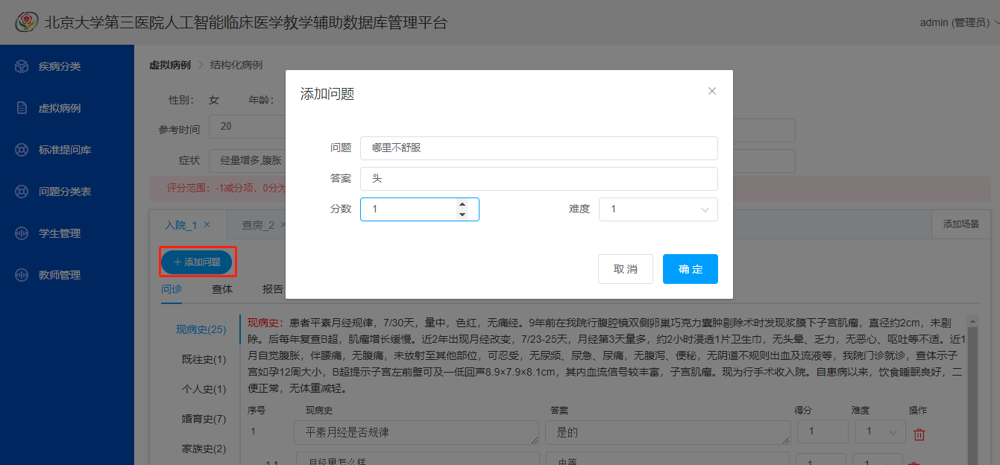 北京大学第三医院人工智能临床医学教学辅助数据库管理平台
admin (管理员)
疾病分类
虚拟病例
标准提问库
问题分类表
学生管理
教师管理
虚拟病例 > 结构化病例
性别： 女 年龄：
参考时间 20
症状 经量增多,腹胀
评分范围：-1减分项，0分为
添加问题
问题 哪里不舒服
答案 头
分数 1 难度 1
取 消 确 定
入院_1 × 查房_2 × 添加场景
+ 添加问题
问诊 查体 报告
现病史(25)
既往史(1)
个人史(1)
婚育史(7)
家族史(2)
现病史：患者平素月经规律，7/30天，量中，色红，无痛经。9年前在我院行腹腔镜双侧卵巢巧克力囊肿剔除术时发现浆膜下子宫肌瘤，直径约2cm，未剔
除。后每年复查B超，肌瘤增长缓慢。近2年出现月经改变，7/23-25天，月经第3天量多，约2小时浸透1片卫生巾，无头晕、乏力，无恶心、呕吐等不适。近1
月自觉腹胀，伴腰痛，无腹痛，未放射至其他部位，可忍受，无尿频、尿急、尿痛，无腹泻、便秘，无阴道不规则出血及流液等，我院门诊就诊，查体示子
宫如孕12周大小，B超提示子宫左前壁可及一低回声8.9×7.9×8.1cm，其内血流信号较丰富，子宫肌瘤。现为行手术收入院。自患病以来，饮食睡眠良好，二
便正常，无体重减轻。
序号 现病史 答案 得分 难度 操作
1 平素月经是否规律 是的 1 1
1.1 月经量怎么样 中等 1 1